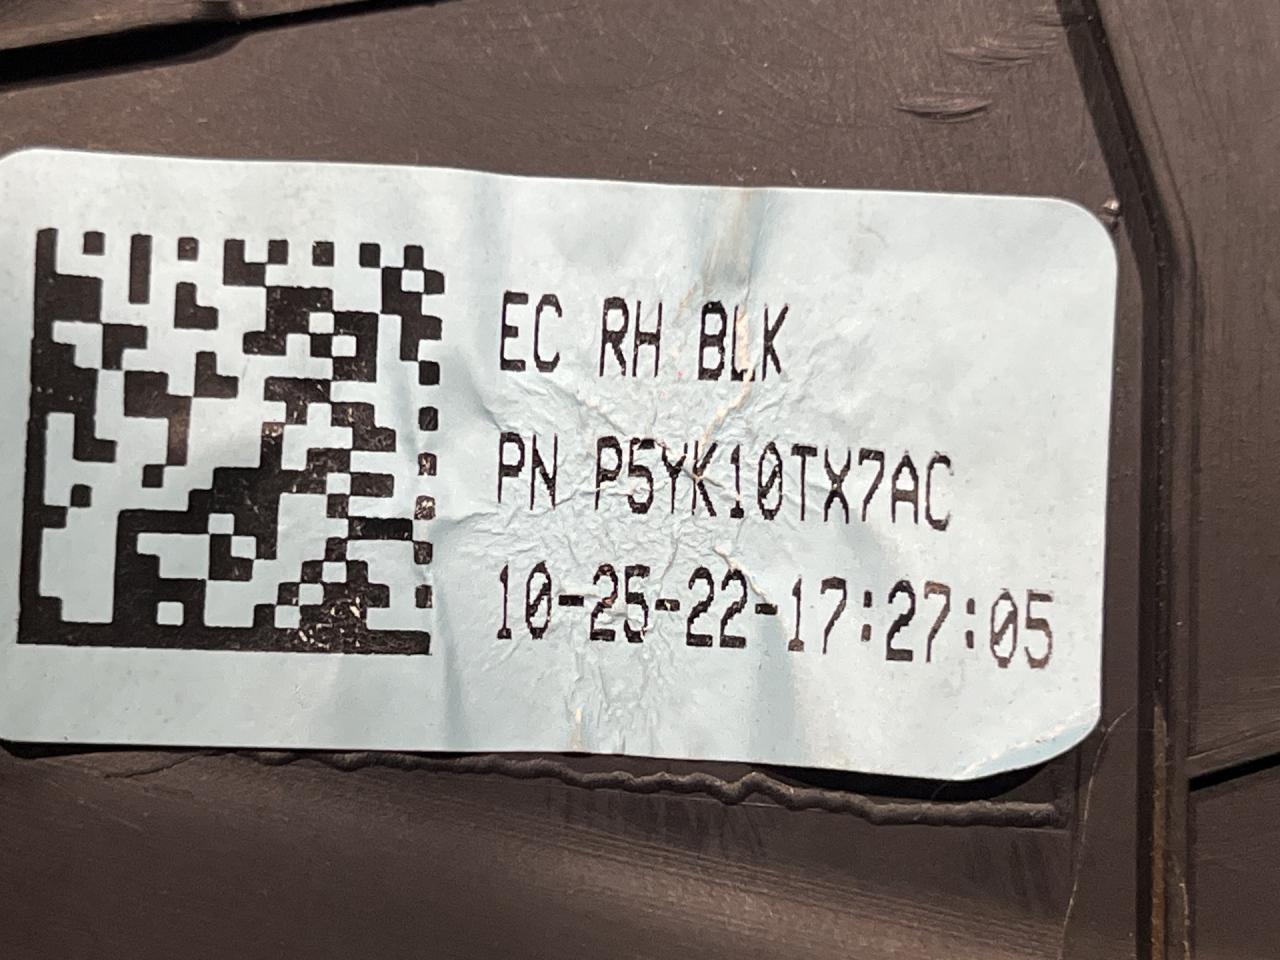 EC RH BLK
PN P5YK10TX7AC
10-25-22-17:27:05